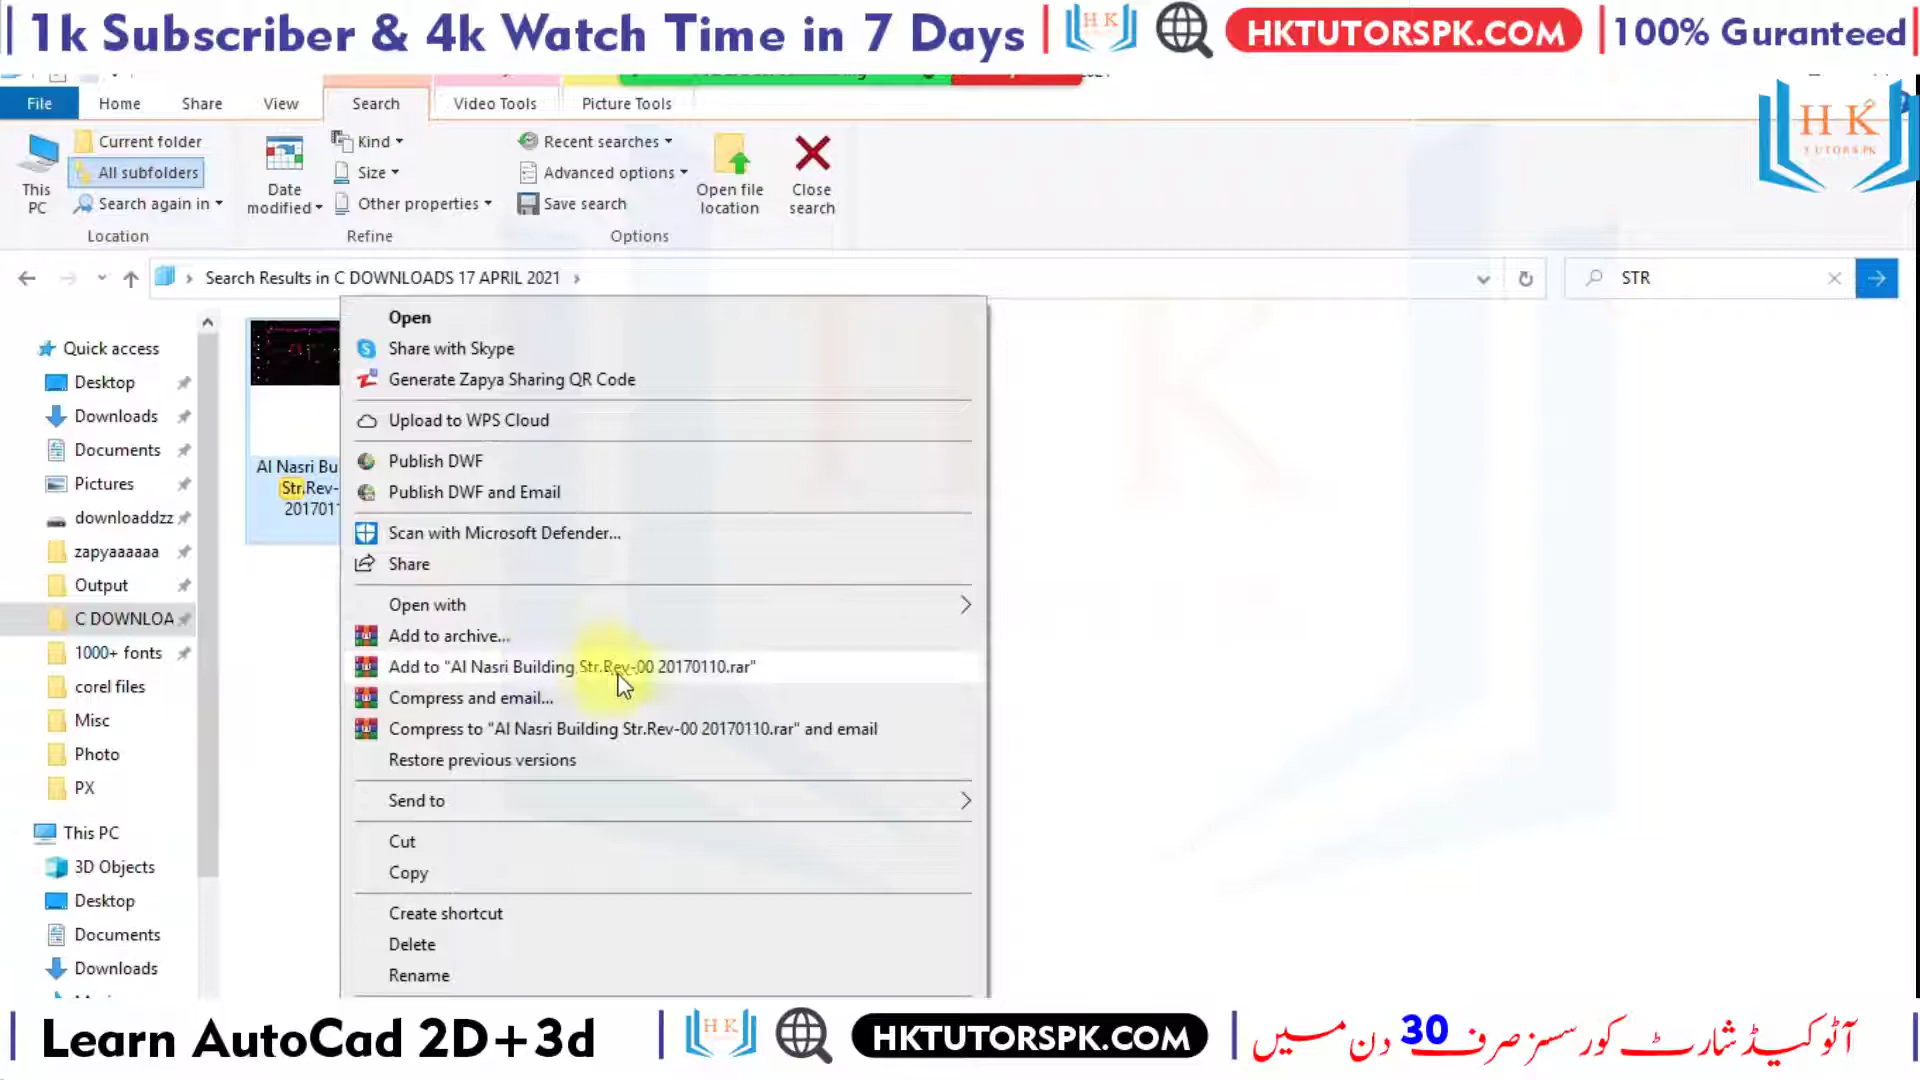 1k Subscriber & 4k Watch Time in 7 Days
HK
HKTUTORSPK.COM
100% Guranteed
File
Home
Share
View
Search
Video Tools
Picture Tools
This PC
Current folder
All subfolders
Search again in
Location
Date modified
Kind
Size
Other properties
Refine
Recent searches
Advanced options
Save search
Options
Open file location
Close search
HK
TUTORSPK
Search Results in C DOWNLOADS 17 APRIL 2021
STR
Quick access
Desktop
Downloads
Documents
Pictures
downloaddzz
zapyaaaaaa
Output
C DOWNLOA
1000+ fonts
corel files
Misc
Photo
PX
This PC
3D Objects
Desktop
Documents
Downloads
Al Nasri Bu
Str.Rev-
201701
Open
Share with Skype
Generate Zapya Sharing QR Code
Upload to WPS Cloud
Publish DWF
Publish DWF and Email
Scan with Microsoft Defender...
Share
Open with
Add to archive...
Add to "Al Nasri Building Str.Rev-00 20170110.rar"
Compress and email...
Compress to "Al Nasri Building Str.Rev-00 20170110.rar" and email
Restore previous versions
Send to
Cut
Copy
Create shortcut
Delete
Rename
Learn AutoCad 2D+3d
HK
HKTUTORSPK.COM
آٹو کیڈ شارٹ کورسسز صرف 30 دن میں